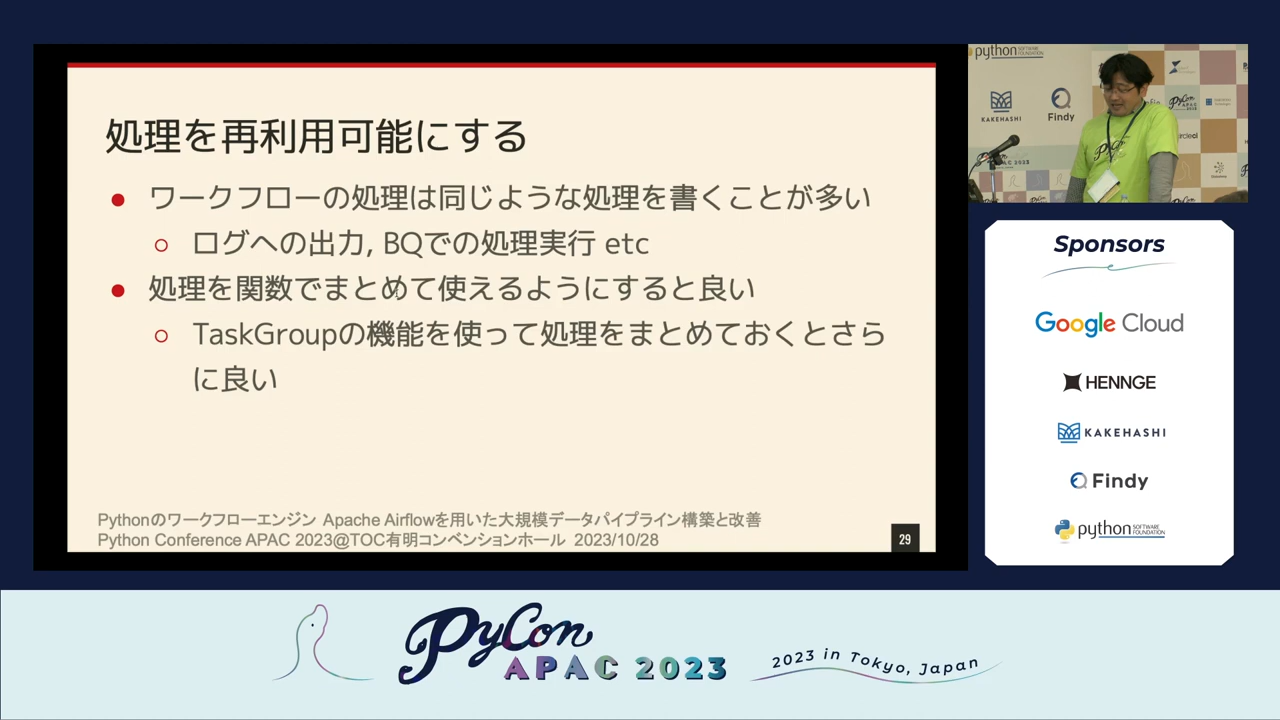 処理を再利用可能にする
ワークフローの処理は同じような処理を書くことが多い
ログへの出力, BQでの処理実行 etc
処理を関数でまとめて使えるようにすると良い
TaskGroupの機能を使って処理をまとめておくとさら
に良い
Pythonのワークフローエンジン Apache Airflowを用いた大規模データパイプライン構築と改善
Python Conference APAC 2023@TOC有明コンベンションホール 2023/10/28
29
python
KAKEHASHI
Findy
PyCon
APAC 2023
Sponsors
Google Cloud
HENNGE
KAKEHASHI
Findy
python SOFTWARE FOUNDATION
PyCon
APAC 2023
2023 in Tokyo, Japan